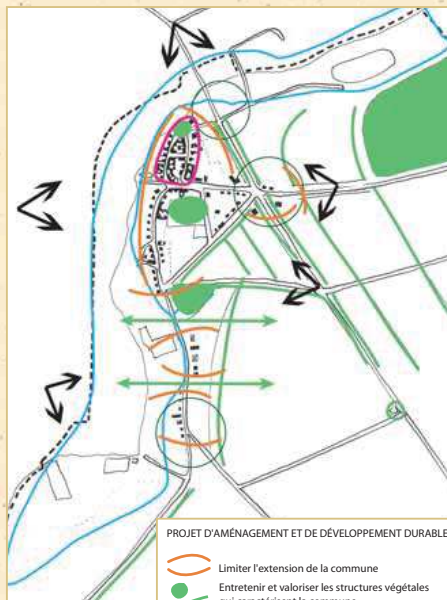 PROJET D'AMÉNAGEMENT ET DE DÉVELOPPEMENT DURABLE
Limiter l'extension de la commune
Entretenir et valoriser les structures végétales